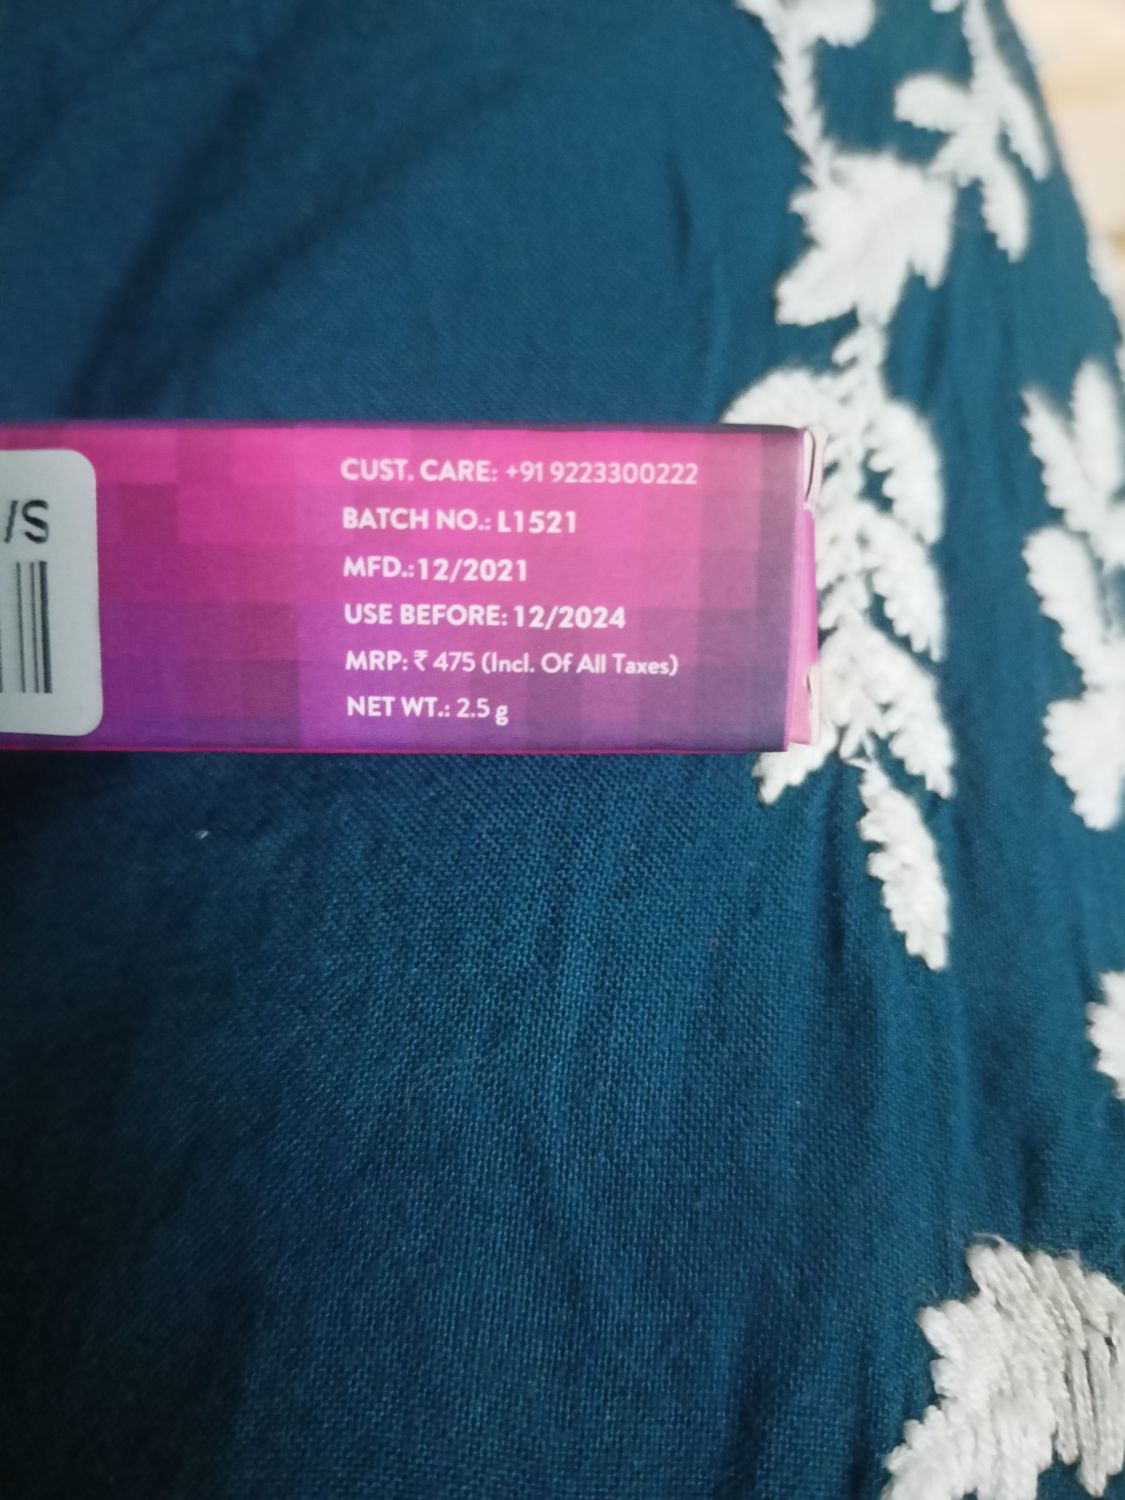 /S
CUST. CARE: +91 9223300222
BATCH NO.: L1521
MFD.:12/2021
USE BEFORE: 12/2024
MRP: ₹ 475 (Incl. Of All Taxes)
NET WT.: 2.5 g